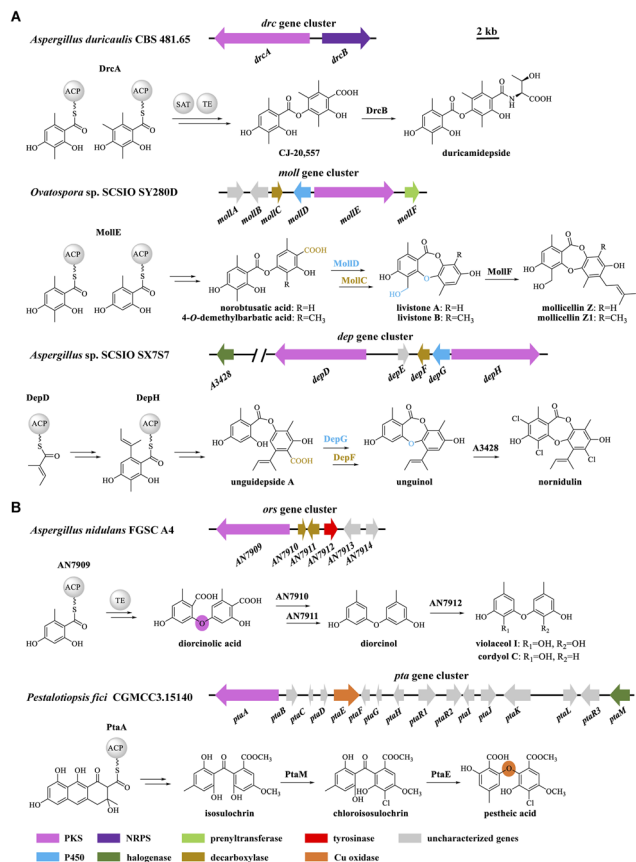 A
drc gene cluster
Aspergillus duricaulis CBS 481.65
2 kb
drcA drcB
DrcA
ACP ACP
SAT TE
DrcB
CJ-20,557
duricamidepside
moll gene cluster
Ovatospora sp. SCSIO SY280D
mollA mollB mollC mollD mollE mollF
MollE
ACP ACP
MollD
MollC
MollF
norobtusatic acid: R=H
4-O-demethylbarbatic acid: R=CH3
livistone A: R=H
livistone B: R=CH3
mollicellin Z: R=H
mollicellin Z1: R=CH3
dep gene cluster
Aspergillus sp. SCSIO SX7S7
A3428 depD depE depF depG depH
DepD DepH
ACP ACP
DepG
DepF
A3428
unguidepside A
unguinol
nornidulin
B
ors gene cluster
Aspergillus nidulans FGSC A4
AN7909 AN7910 AN7911 AN7912 AN7913 AN7914
AN7909
ACP
TE
AN7910
AN7911
AN7912
diorcinolic acid
diorcinol
violaceol I: R1=OH, R2=OH
cordyol C: R1=OH, R2=H
pta gene cluster
Pestalotiopsis fici CGMCC3.15140
ptaA ptaB ptaC ptaD ptaE ptaF ptaG ptaH ptaR1 ptaR2 ptaI ptaJ ptaK ptaL ptaR3 ptaM
PtaA
ACP
PtaM
PtaE
isosulochrin
chloroisosulochrin
pestheic acid
PKS NRPS prenyltransferase tyrosinase uncharacterized genes
P450 halogenase decarboxylase Cu oxidase